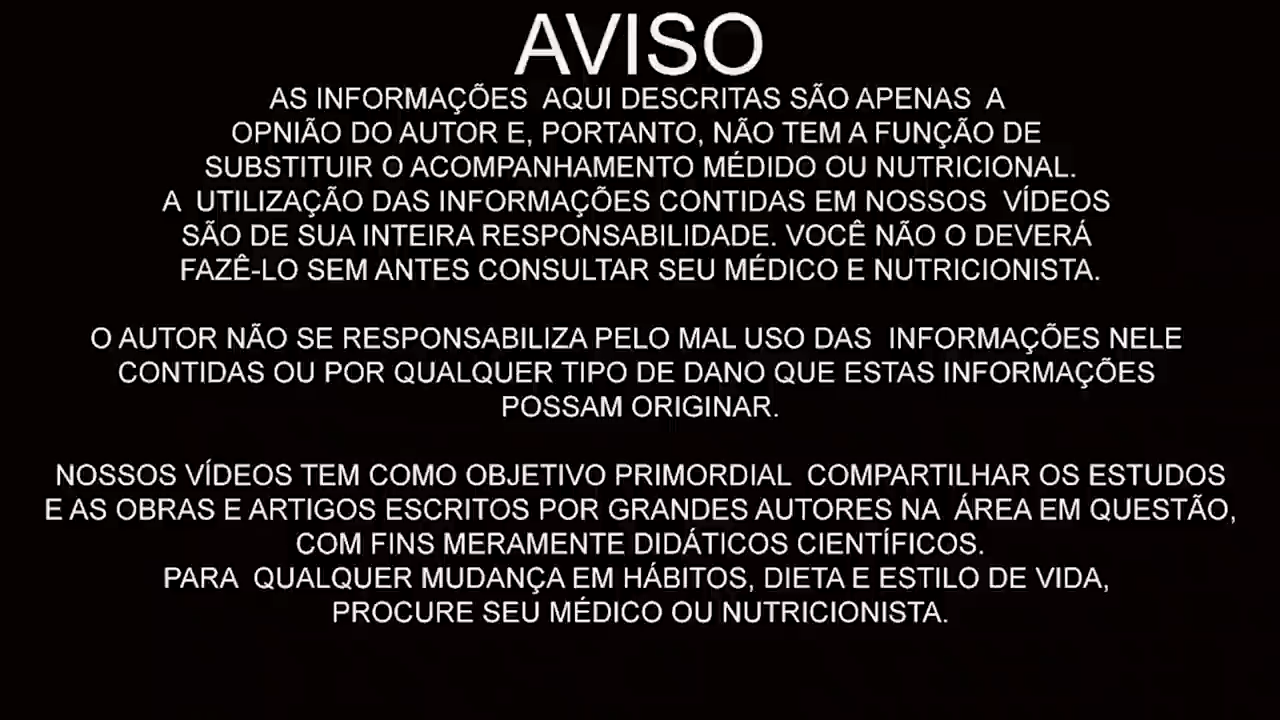 AVISO
AS INFORMAÇÕES AQUI DESCRITAS SÃO APENAS A
OPNIÃO DO AUTOR E, PORTANTO, NÃO TEM A FUNÇÃO DE
SUBSTITUIR O ACOMPANHAMENTO MÉDIDO OU NUTRICIONAL.
A UTILIZAÇÃO DAS INFORMAÇÕES CONTIDAS EM NOSSOS VÍDEOS
SÃO DE SUA INTEIRA RESPONSABILIDADE. VOCÊ NÃO O DEVERÁ
FAZÊ-LO SEM ANTES CONSULTAR SEU MÉDICO E NUTRICIONISTA.
O AUTOR NÃO SE RESPONSABILIZA PELO MAL USO DAS INFORMAÇÕES NELE
CONTIDAS OU POR QUALQUER TIPO DE DANO QUE ESTAS INFORMAÇÕES
POSSAM ORIGINAR.
NOSSOS VÍDEOS TEM COMO OBJETIVO PRIMORDIAL COMPARTILHAR OS ESTUDOS
E AS OBRAS E ARTIGOS ESCRITOS POR GRANDES AUTORES NA ÁREA EM QUESTÃO,
COM FINS MERAMENTE DIDÁTICOS CIENTÍFICOS.
PARA QUALQUER MUDANÇA EM HÁBITOS, DIETA E ESTILO DE VIDA,
PROCURE SEU MÉDICO OU NUTRICIONISTA.